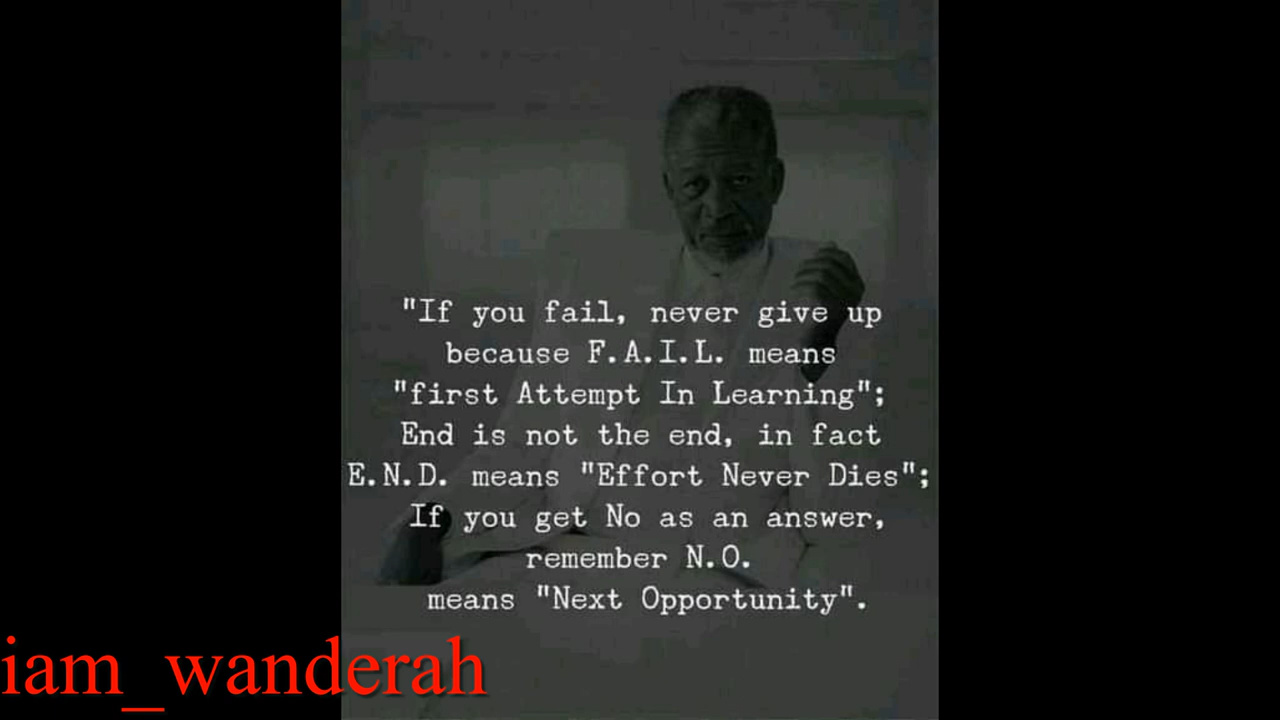 "If you fail, never give up
because F.A.I.L. means
"first Attempt In Learning";
End is not the end, in fact
E.N.D. means "Effort Never Dies";
If you get No as an answer,
remember N.O.
means "Next Opportunity".
iam_wanderah